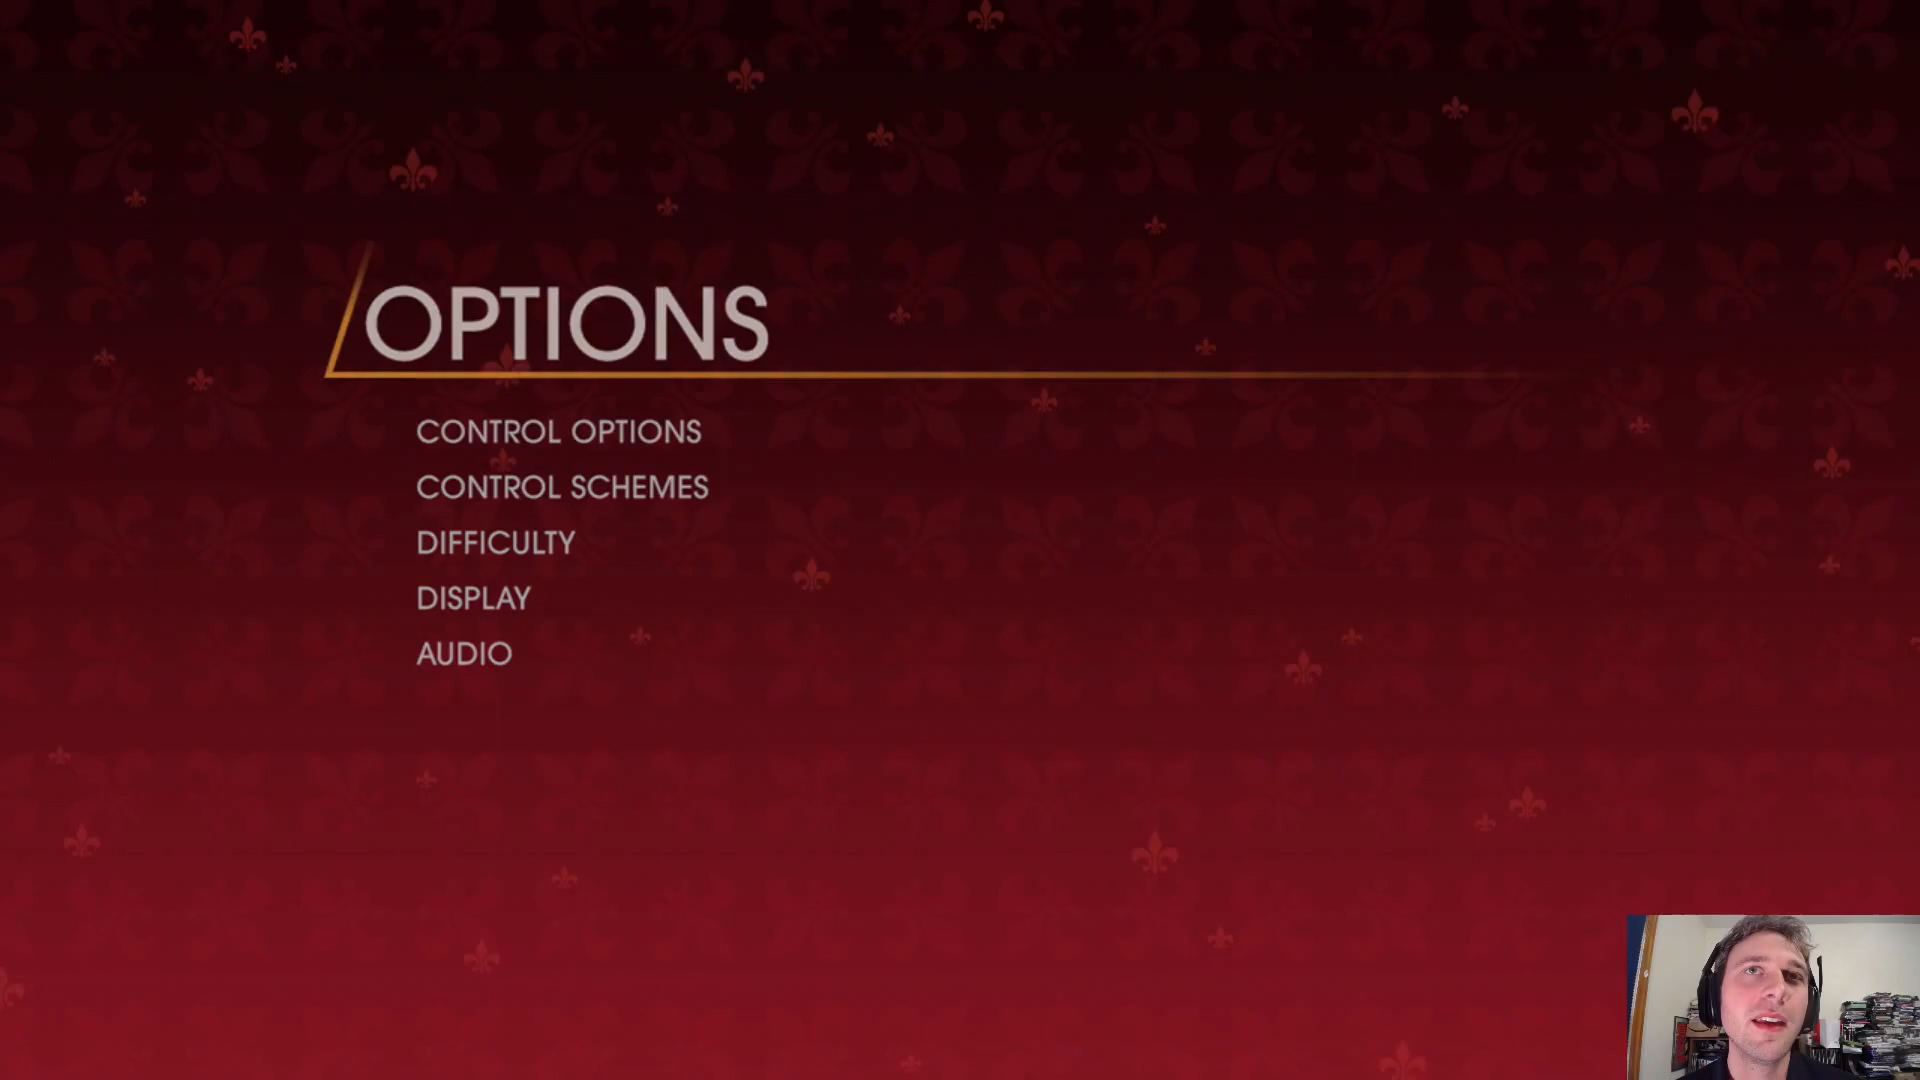 OPTIONS
CONTROL OPTIONS
CONTROL SCHEMES
DIFFICULTY
DISPLAY
AUDIO